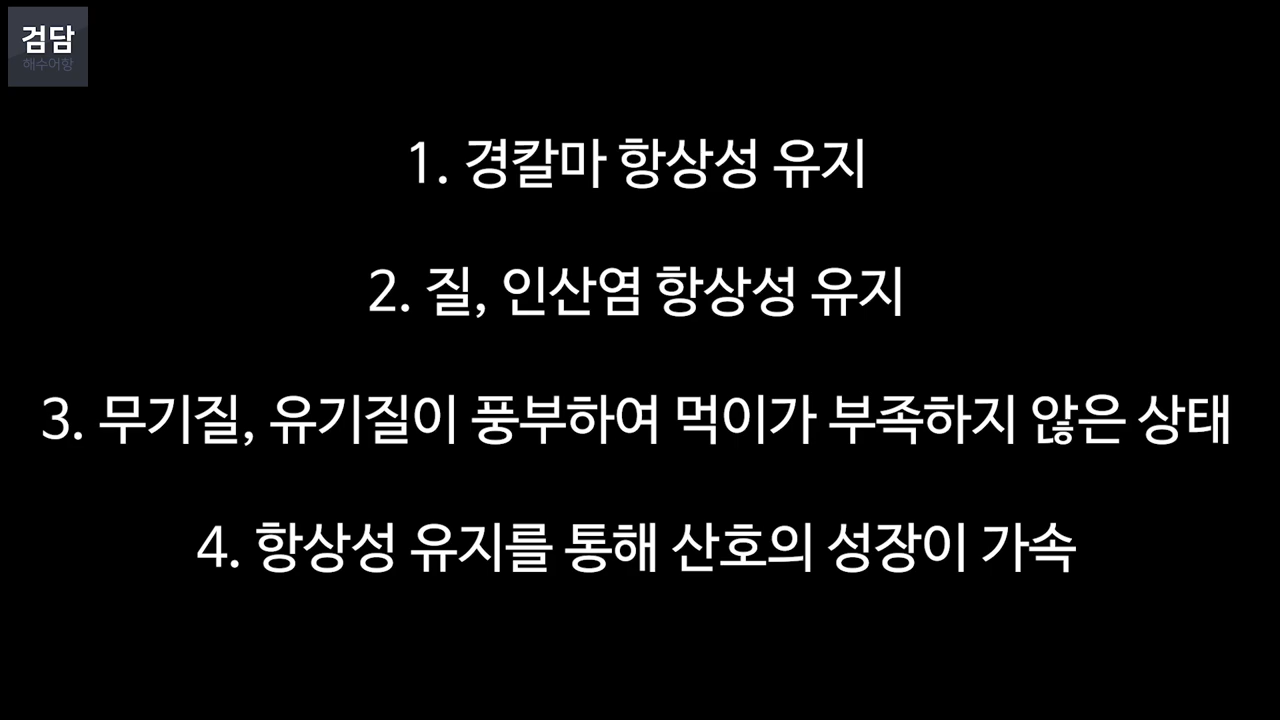 검담
해수어항
1. 경칼마 항상성 유지
2. 질, 인산염 항상성 유지
3. 무기질, 유기질이 풍부하여 먹이가 부족하지 않은 상태
4. 항상성 유지를 통해 산호의 성장이 가속